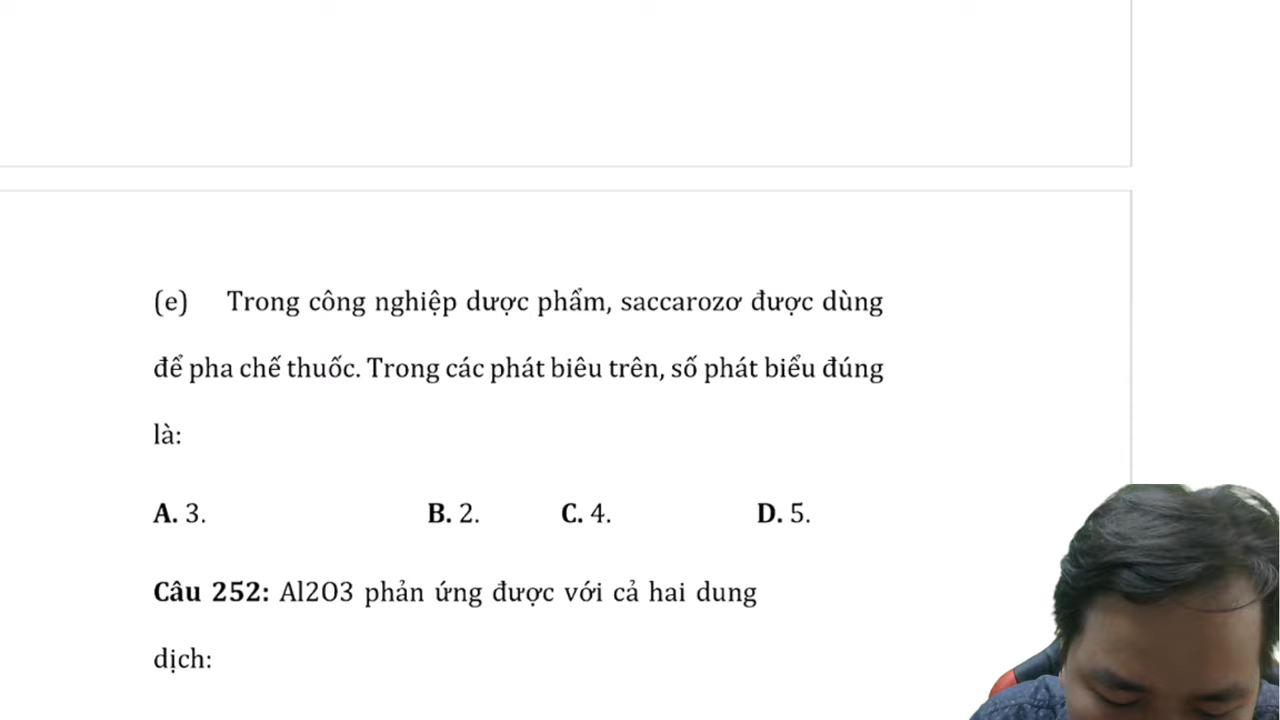 (e) Trong công nghiệp dược phẩm, saccarozơ được dùng
để pha chế thuốc. Trong các phát biêu trên, số phát biểu đúng
là:
A. 3. B. 2. C. 4. D. 5.
Câu 252: Al2O3 phản ứng được với cả hai dung
dịch: